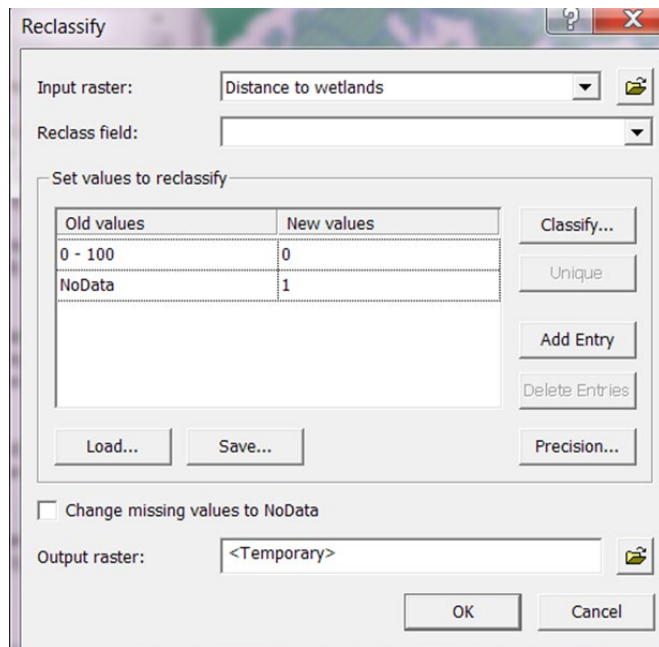 Reclassify
Input raster: Distance to wetlands
Reclass field:
Set values to reclassify
Old values New values
0 - 100 0
NoData 1
Classify...
Unique
Add Entry
Delete Entries
Load... Save... Precision...
Change missing values to NoData
Output raster: <Temporary>
OK Cancel